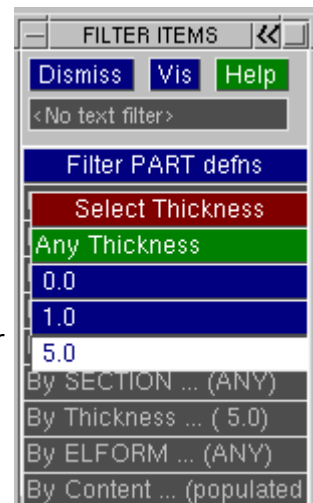 FILTER ITEMS
Dismiss Vis Help
<No text filter>
Filter PART defns
Select Thickness
Any Thickness
0.0
1.0
5.0
r
By SECTION ... (ANY)
By Thickness ... ( 5.0)
By ELFORM ... (ANY)
By Content ... (populated